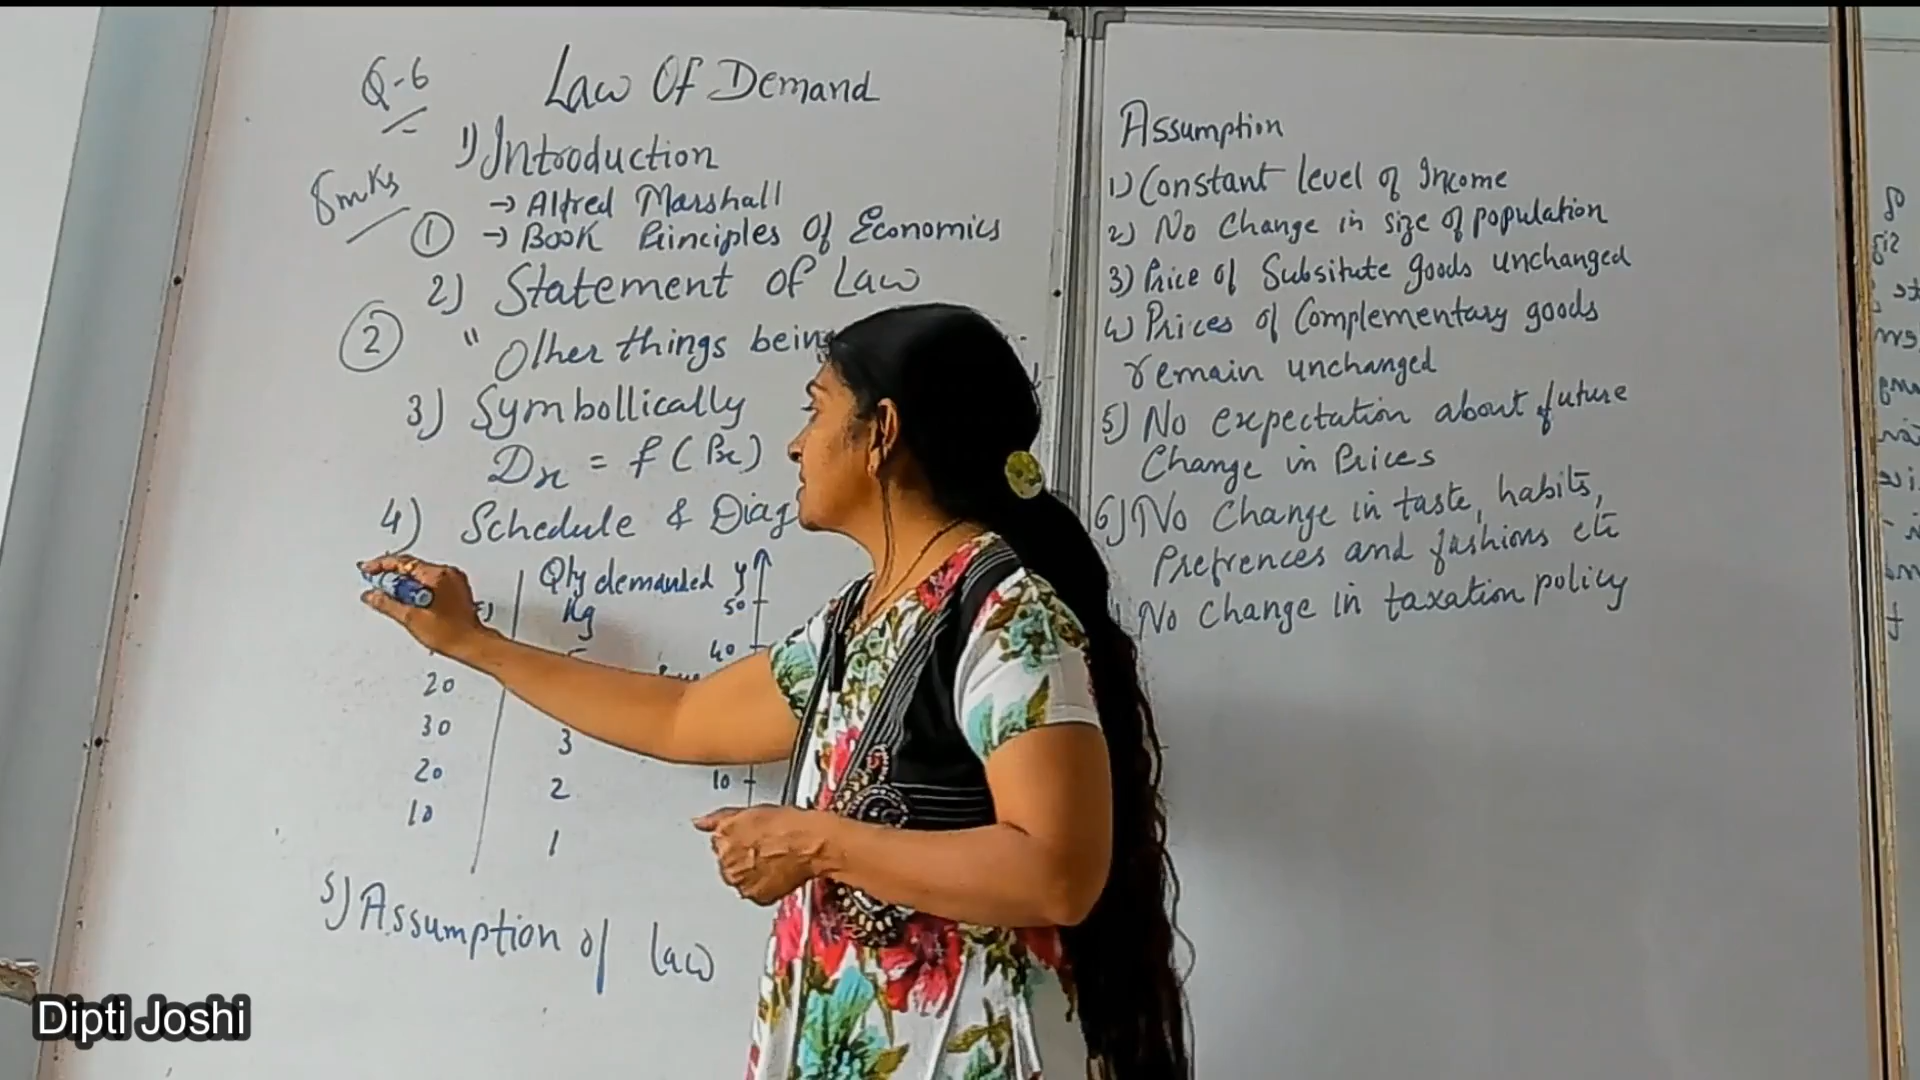 Q-6
Law Of Demand
8mks
1) Introduction
→ Alfred Marshall
① → Book Principles Of Economics
2) Statement of Law
② " Other things being
3) Symbollically
Dx = f (Px)
4) Schedule & Diag
Qty demanded
Kg
y
50
40
20
30 3
20 2
10 1
10
5) Assumption of law
Assumption
1) Constant level of Income
2) No Change in size of population
3) Price of Subsitute goods unchanged
4) Prices of Complementary goods
remain unchanged
5) No expectation about future
Change in Prices
6) No Change in taste, habits,
Prefrences and fashions etc
No Change in taxation policy
Dipti Joshi